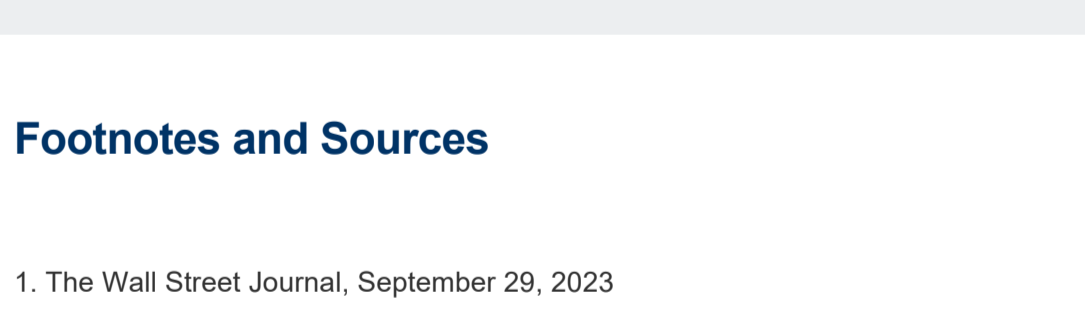 Footnotes and Sources
1. The Wall Street Journal, September 29, 2023